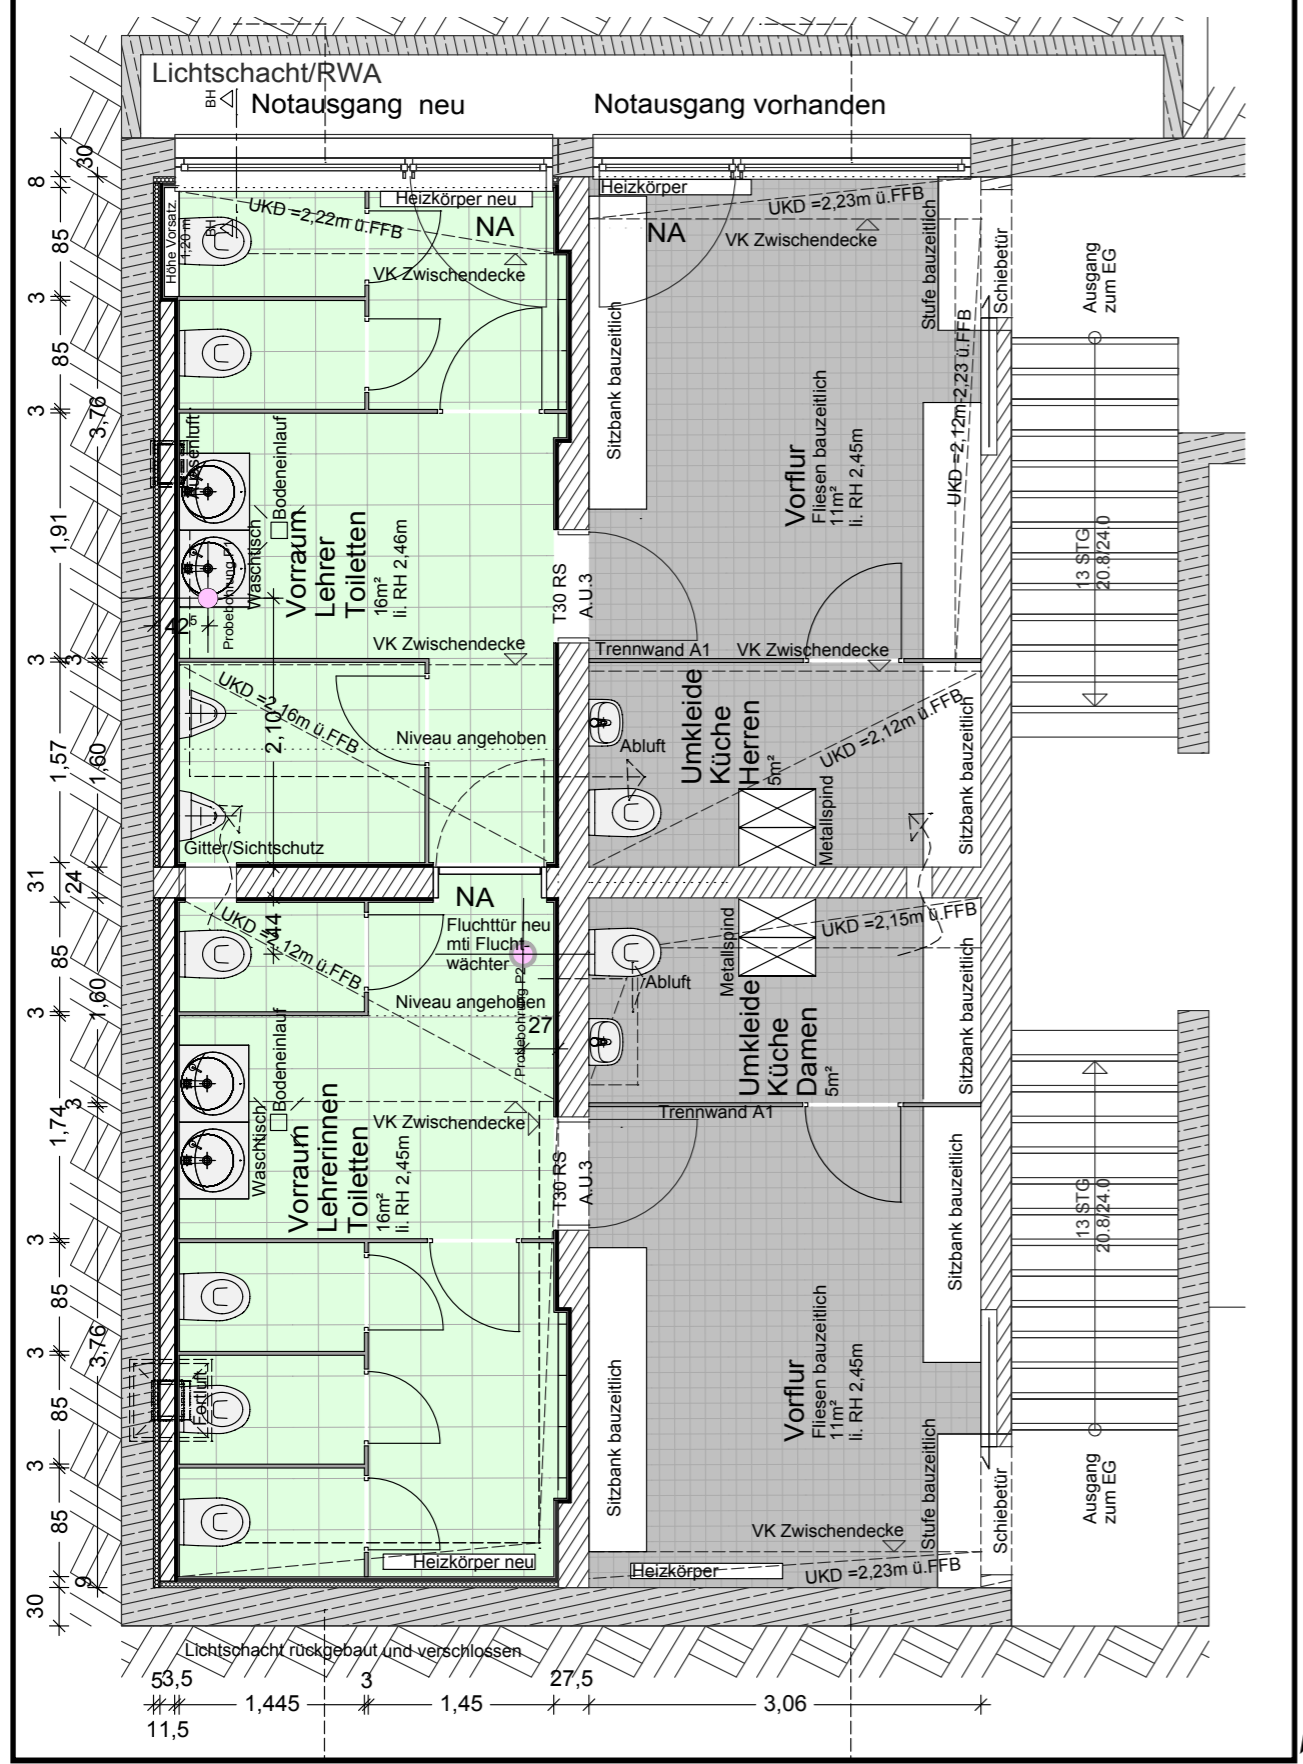 Lichtschacht/RWA
BH
Notausgang neu
Notausgang vorhanden
30
8
85
3
85
3
3,76
1,91
3
3
1,57
1,60
31
24
85
3
1,60
1,74
3
3
85
3
3,76
85
3
85
9
30
Höhe Vorsatz.
1,20 m
BH
UKD =2,22m ü.FFB
Heizkörper neu
NA
VK Zwischendecke
Heizkörper
NA
UKD =2,23m ü.FFB
VK Zwischendecke
Stufe bauzeitlich
Schiebetür
Ausgang
zum EG
Sitzbank bauzeitlich
Vorflur
Fliesen bauzeitlich
11m²
li. RH 2,45m
UKD =2,12m-2,23 ü.FFB
13 STG
20.8/24.0
Aussenluft
Bodeneinlauf
Waschtisch
Probebohrung P1
42⁵
Vorraum
Lehrer
Toiletten
16m²
li. RH 2,46m
T30 RS
A.U.3
VK Zwischendecke
Trennwand A1
VK Zwischendecke
UKD =2,16m ü.FFB
2,10
Niveau angehoben
Gitter/Sichtschutz
Abluft
Umkleide
Küche
Herren
5m²
UKD =2,12m ü.FFB
Metallspind
Sitzbank bauzeitlich
NA
Fluchttür neu
mti Flucht-
wächter
UKD =2,12m ü.FFB
44
Niveau angehoben
Probebohrung P2
27
Abluft
Metallspind
UKD =2,15m ü.FFB
Umkleide
Küche
Damen
5m²
Sitzbank bauzeitlich
Bodeneinlauf
Waschtisch
Vorraum
Lehrerinnen
Toiletten
16m²
li. RH 2,45m
VK Zwischendecke
Trennwand A1
T30 RS
A.U.3
Sitzbank bauzeitlich
13 STG
20.8/24.0
Fortluft
Sitzbank bauzeitlich
Vorflur
Fliesen bauzeitlich
11m²
li. RH 2,45m
Stufe bauzeitlich
Schiebetür
Ausgang
zum EG
VK Zwischendecke
Heizkörper neu
Heizkörper
UKD =2,23m ü.FFB
Lichtschacht rückgebaut und verschlossen
5
3,5
11,5
1,445
3
1,45
27,5
3,06